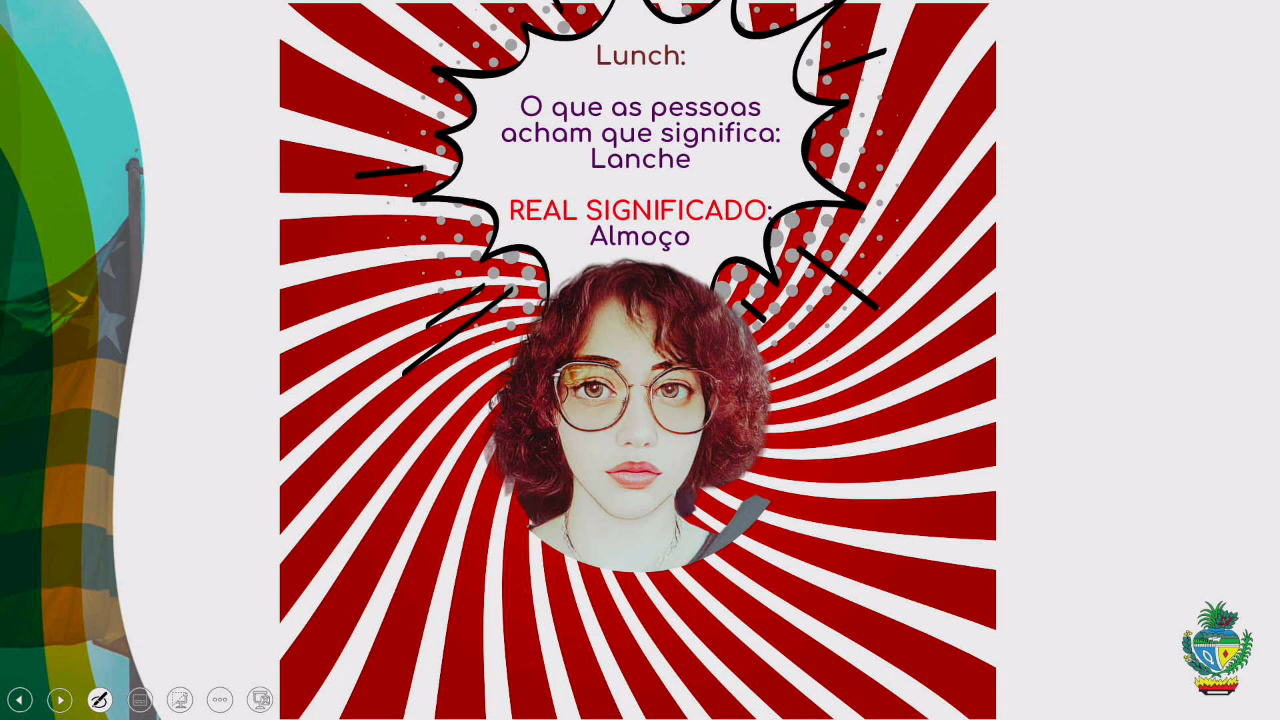 Lunch:
O que as pessoas
acham que significa:
Lanche
REAL SIGNIFICADO:
Almoço